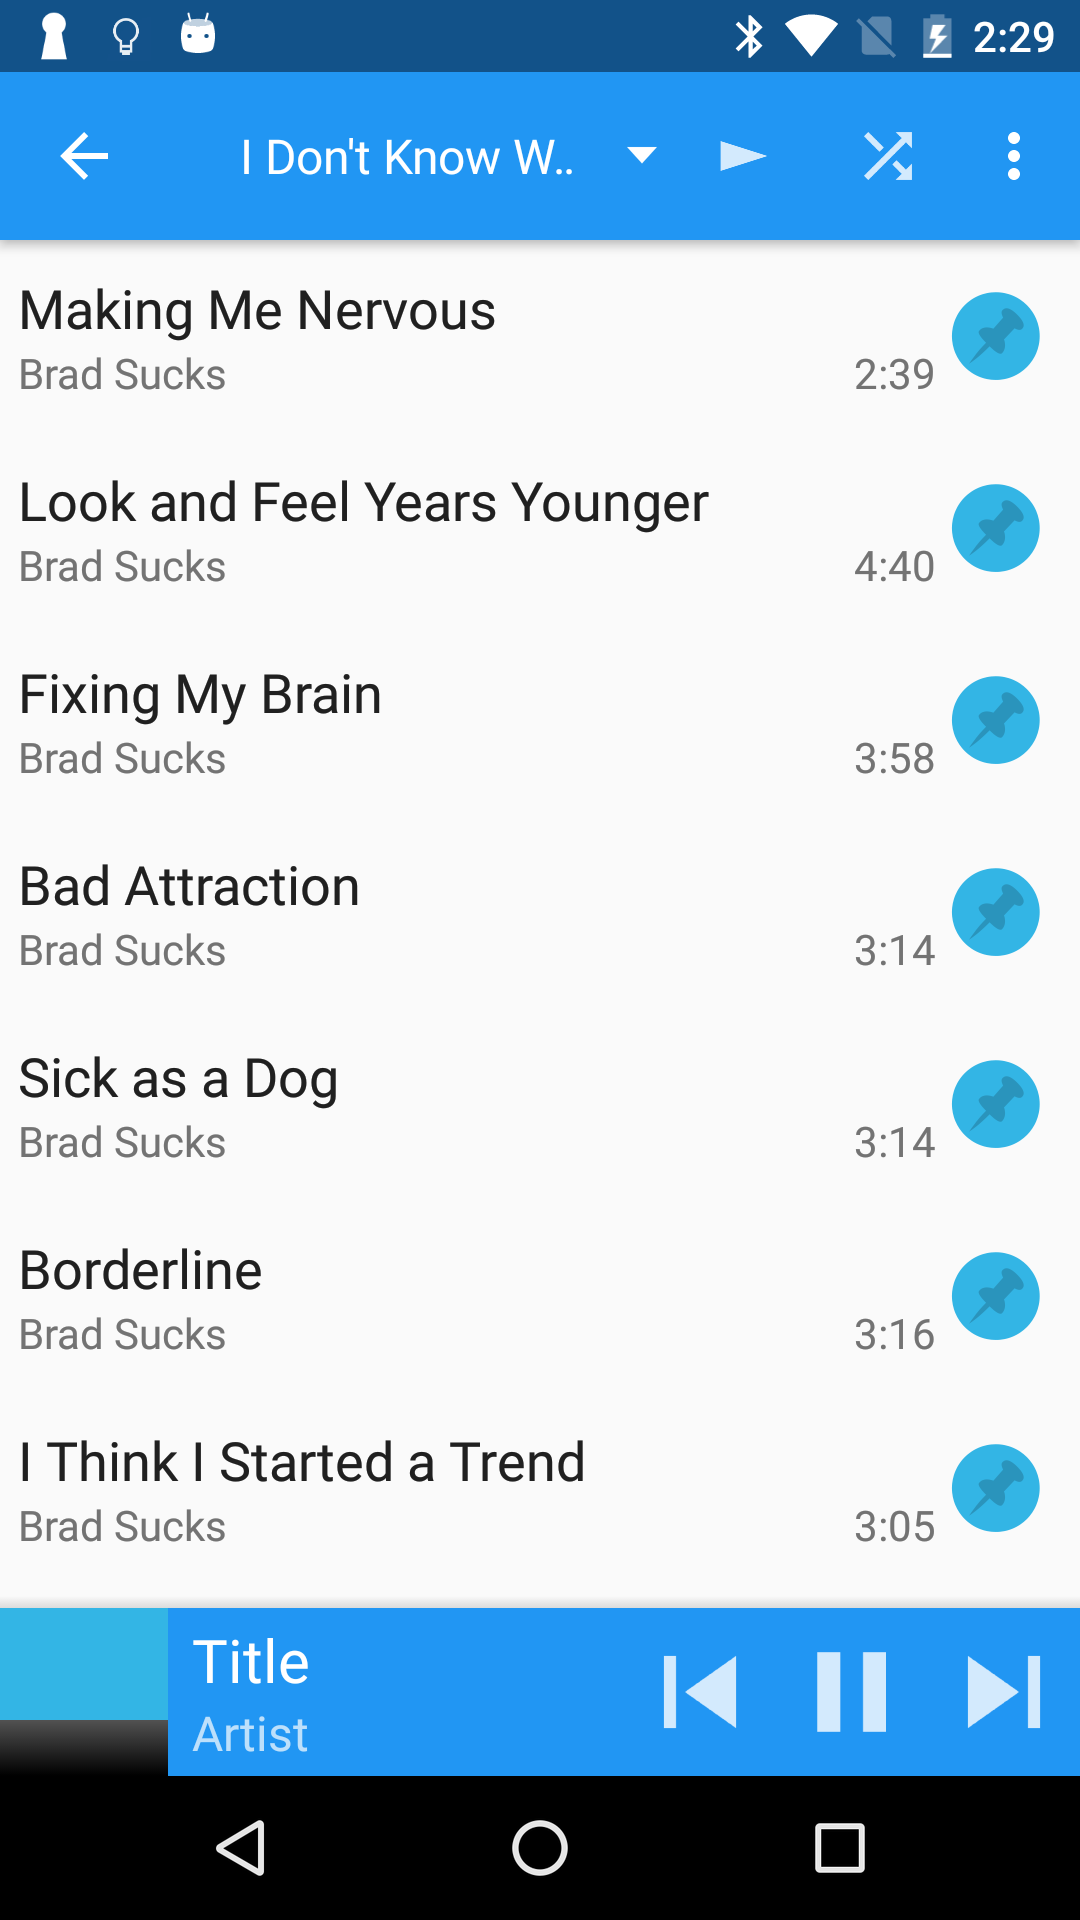 2:29
I Don't Know W..
Making Me Nervous
Brad Sucks
2:39
Look and Feel Years Younger
Brad Sucks
4:40
Fixing My Brain
Brad Sucks
3:58
Bad Attraction
Brad Sucks
3:14
Sick as a Dog
Brad Sucks
3:14
Borderline
Brad Sucks
3:16
I Think I Started a Trend
Brad Sucks
3:05
Title
Artist